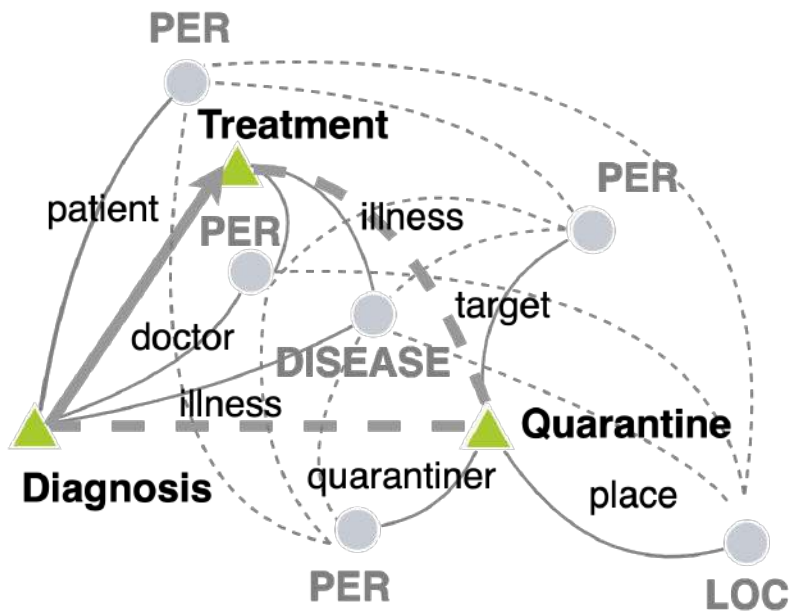 PER
Treatment
PER
patient
PER
illness
target
doctor
DISEASE
illness
Quarantine
Diagnosis
quarantiner
place
PER
LOC